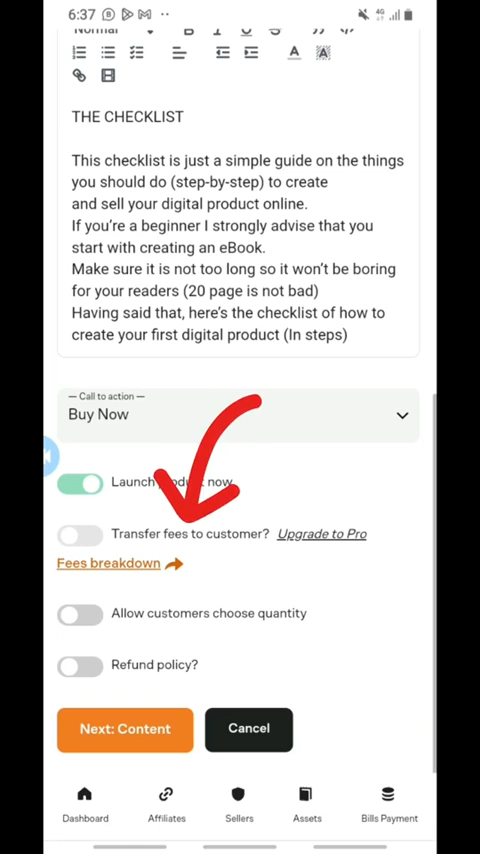 6:37
4G
Normal
B I U S
A A
THE CHECKLIST
This checklist is just a simple guide on the things
you should do (step-by-step) to create
and sell your digital product online.
If you’re a beginner I strongly advise that you
start with creating an eBook.
Make sure it is not too long so it won’t be boring
for your readers (20 page is not bad)
Having said that, here’s the checklist of how to
create your first digital product (In steps)
— Call to action —
Buy Now
Launch product now
Transfer fees to customer? Upgrade to Pro
Fees breakdown
Allow customers choose quantity
Refund policy?
Next: Content Cancel
Dashboard Affiliates Sellers Assets Bills Payment